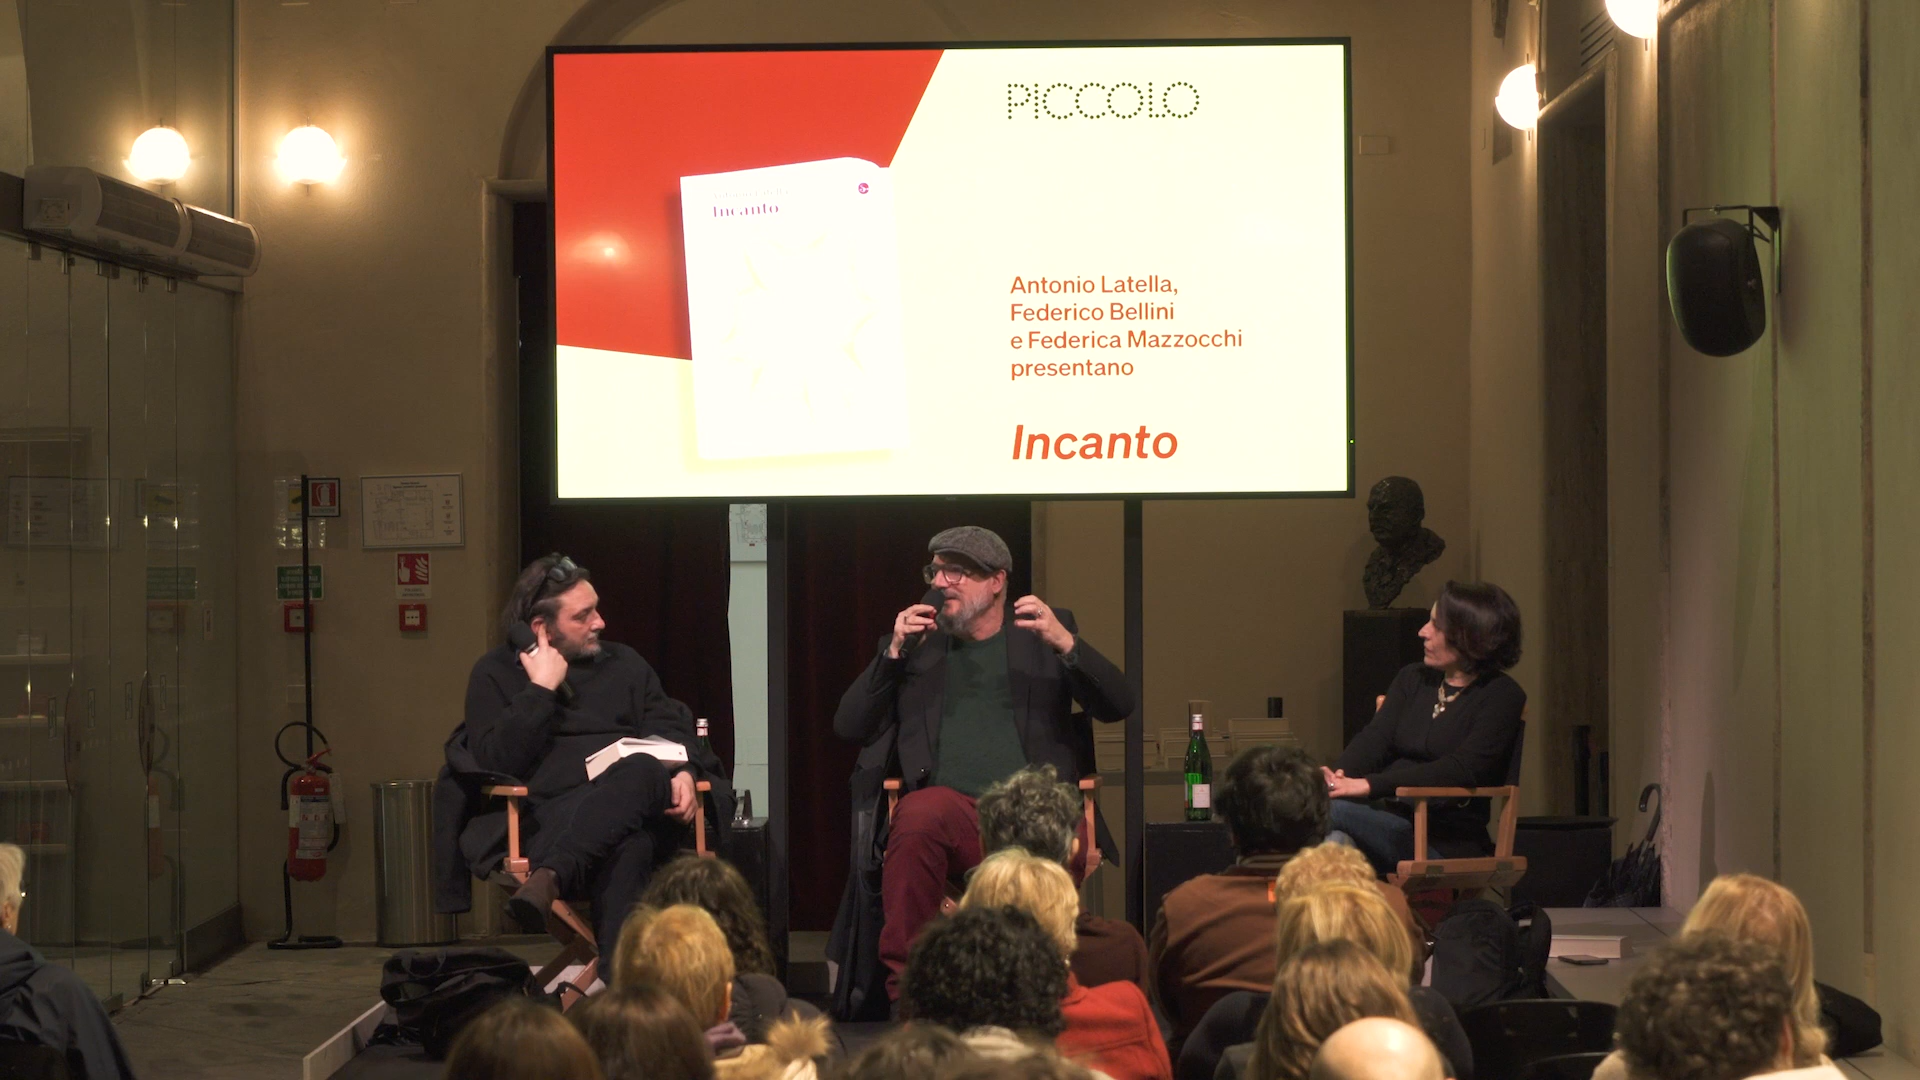 PICCOLO
Incanto
Antonio Latella,
Federico Bellini
e Federica Mazzocchi
presentano
Incanto